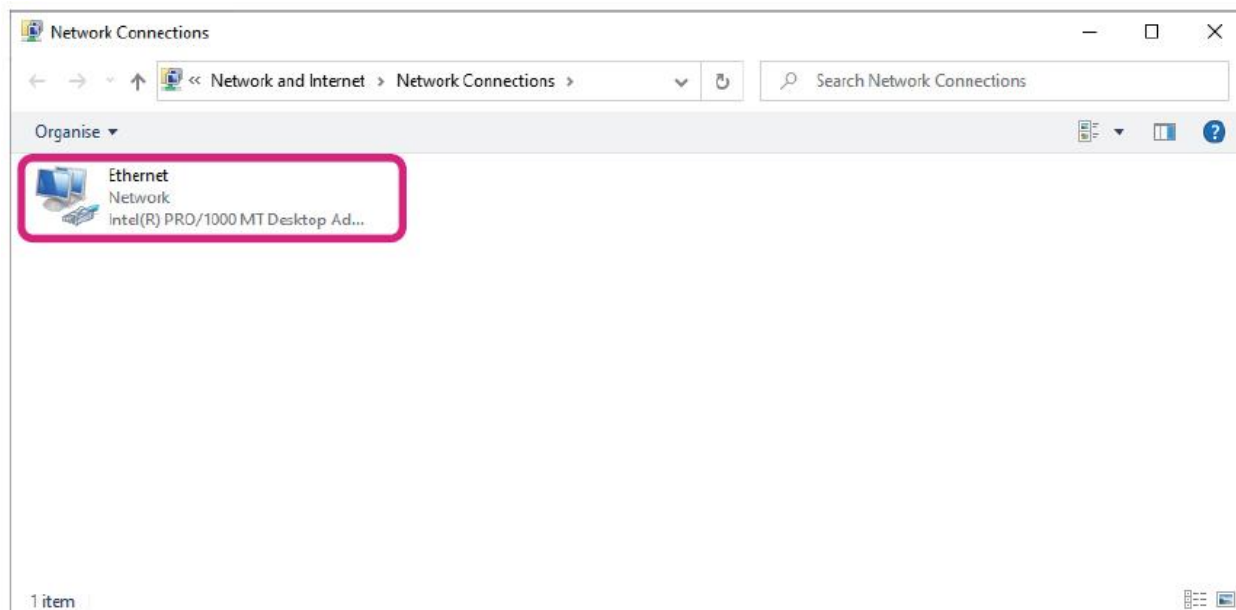 Network Connections
« Network and Internet > Network Connections >
Search Network Connections
Organise
Ethernet
Network
Intel(R) PRO/1000 MT Desktop Ad...
1 item